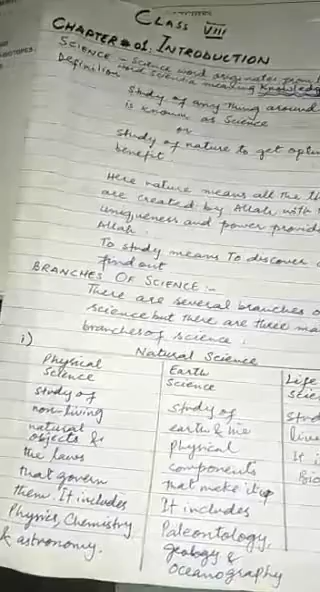 CLASS VIII
CHAPTER # 01: INTRODUCTION
SCIENCE - Science word originates from
Definition word Scientia meaning Knowledge
Study of any thing around
is known as Science
or
study of nature to get
benefit.
Here nature means all the
are created by Allah with
uniqueness and power
Allah.
To study means To discover
find out
BRANCHES OF SCIENCE :-
There are several branches
science but there are three
branches of science.
i) Natural Science
Physical
Science
study of
non-living
natural
objects &
the laws
that govern
them. It includes
Physics, Chemistry
& astronomy.
Earth
Science
study of
earth & the
physical
components
that make it up
It includes
Paleontology,
geology &
oceanography
Life
It